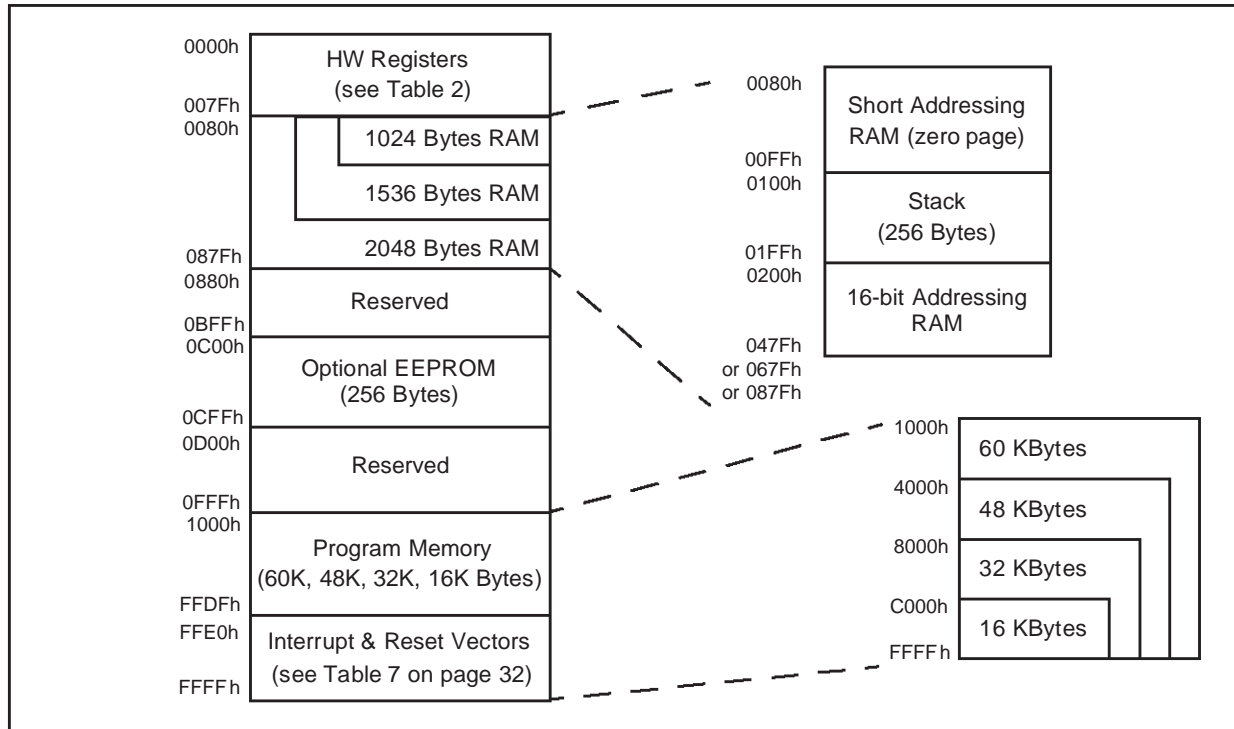 0000h
HW Registers
(see Table 2)
007Fh
0080h
1024 Bytes RAM
1536 Bytes RAM
2048 Bytes RAM
087Fh
0880h
Reserved
0BFFh
0C00h
Optional EEPROM
(256 Bytes)
0CFFh
0D00h
Reserved
0FFFh
1000h
Program Memory
(60K, 48K, 32K, 16K Bytes)
FFDFh
FFE0h
Interrupt & Reset Vectors
(see Table 7 on page 32)
FFFFh
0080h
Short Addressing
RAM (zero page)
00FFh
0100h
Stack
(256 Bytes)
01FFh
0200h
16-bit Addressing
RAM
047Fh
or 067Fh
or 087Fh
1000h
60 KBytes
4000h
48 KBytes
8000h
32 KBytes
C000h
16 KBytes
FFFFh